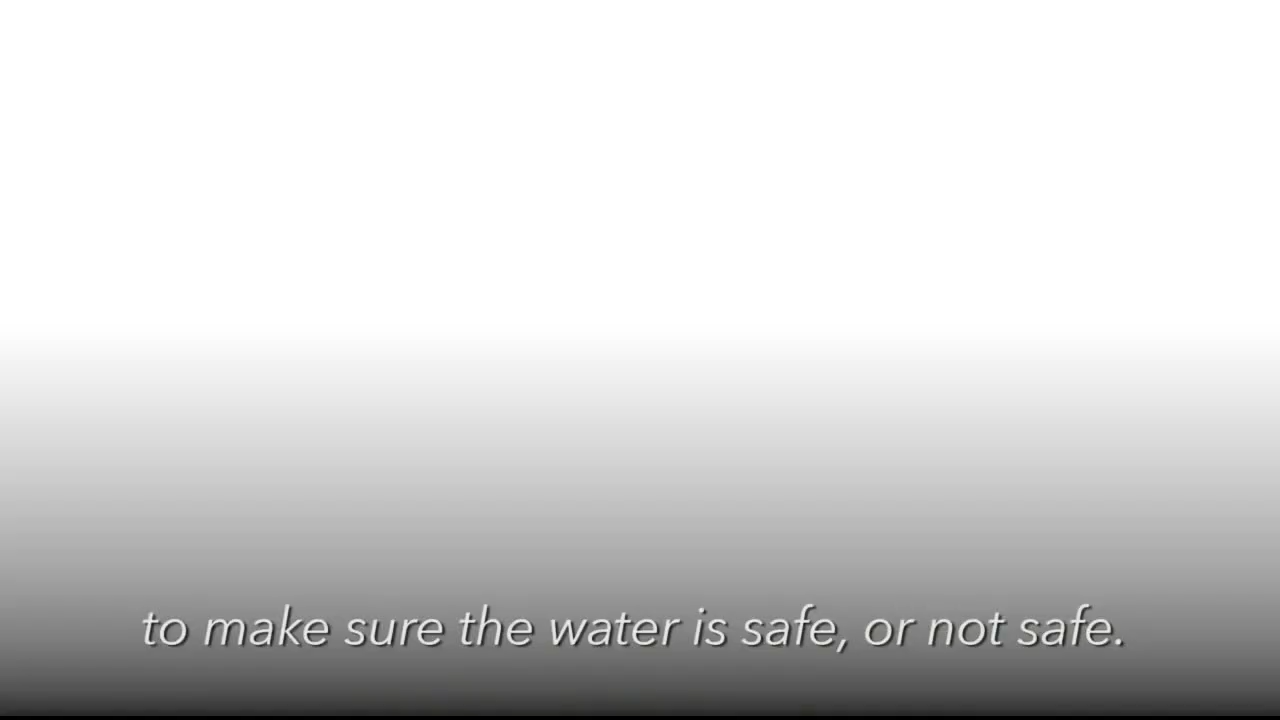 to make sure the water is safe, or not safe.